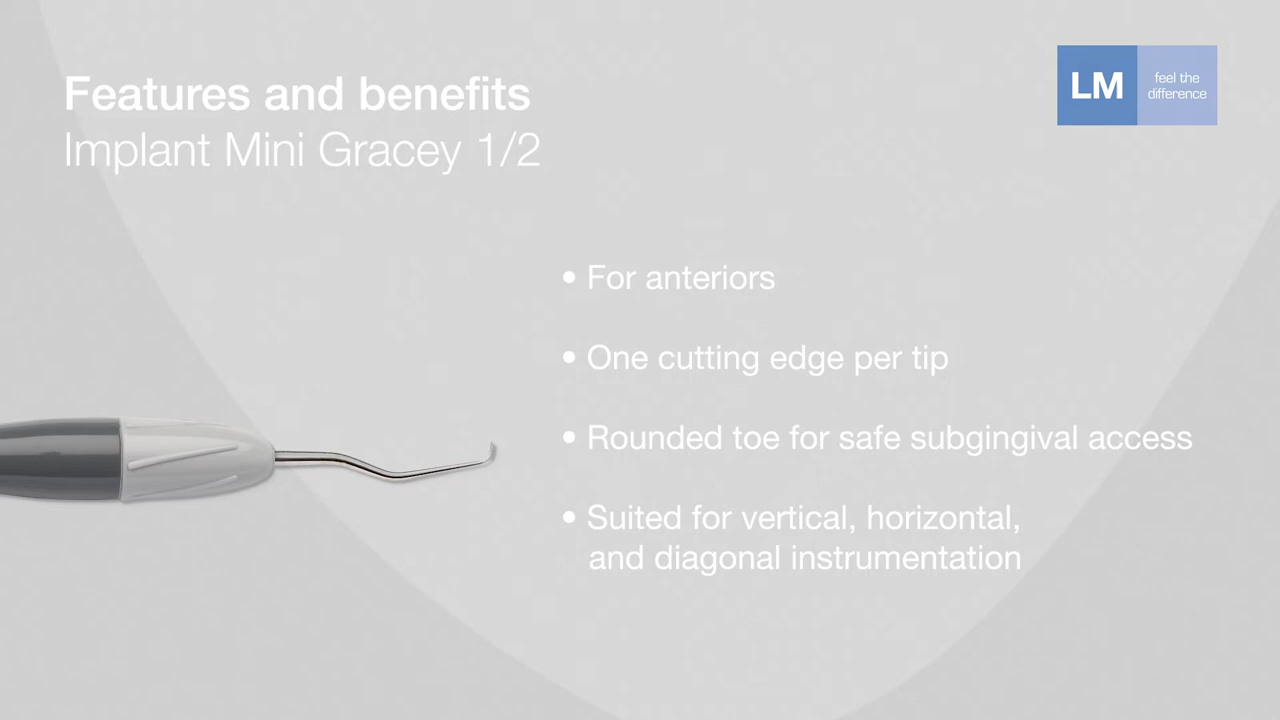 Features and benefits
Implant Mini Gracey 1/2
LM
feel the
difference
• For anteriors
• One cutting edge per tip
• Rounded toe for safe subgingival access
• Suited for vertical, horizontal,
and diagonal instrumentation